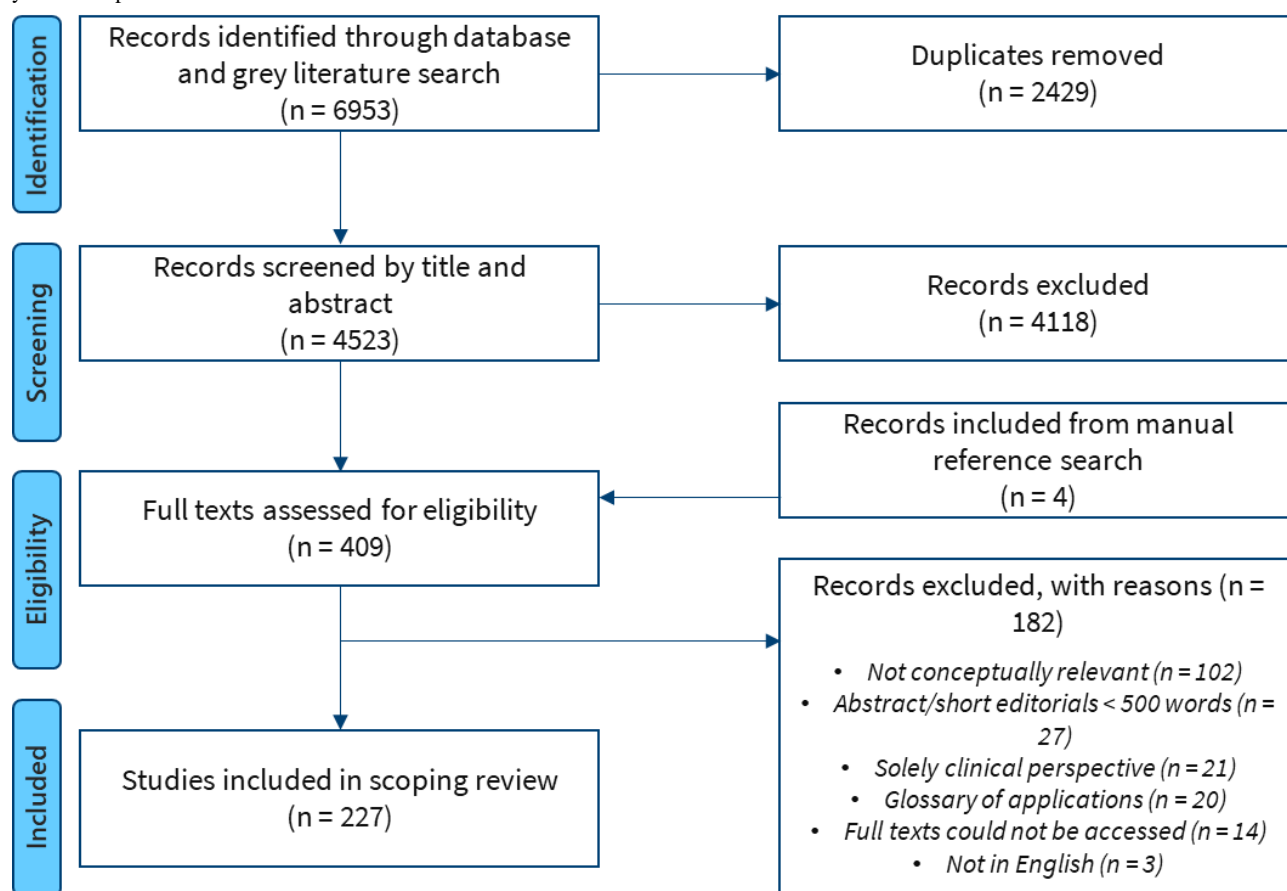 Identification
Records identified through database
and grey literature search
(n = 6953)
Duplicates removed
(n = 2429)
Screening
Records screened by title and
abstract
(n = 4523)
Records excluded
(n = 4118)
Records included from manual
reference search
(n = 4)
Eligibility
Full texts assessed for eligibility
(n = 409)
Records excluded, with reasons (n =
182)
• Not conceptually relevant (n = 102)
• Abstract/short editorials < 500 words (n =
27)
• Solely clinical perspective (n = 21)
• Glossary of applications (n = 20)
• Full texts could not be accessed (n = 14)
• Not in English (n = 3)
Included
Studies included in scoping review
(n = 227)